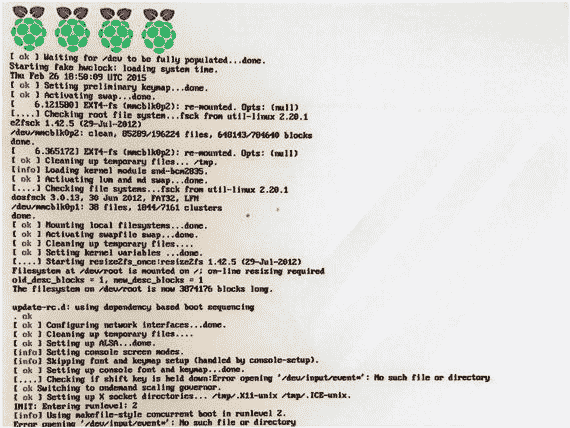 [ ok ] Waiting for /dev to be fully populated...done.
Starting fake hwclock: loading system time.
Thu Feb 26 18:50:09 UTC 2015
[ ok ] Setting preliminary keymap...done.
[ ok ] Activating swap...done.
[    6.121580] EXT4-fs (mmcblk0p2): re-mounted. Opts: (null)
[....] Checking root file system...fsck from util-linux 2.20.1
e2fsck 1.42.5 (29-Jul-2012)
/dev/mmcblk0p2: clean, 85289/196224 files, 648143/784640 blocks
done.
[    6.365172] EXT4-fs (mmcblk0p2): re-mounted. Opts: (null)
[ ok ] Cleaning up temporary files... /tmp.
[info] Loading kernel module snd-bcm2835.
[ ok ] Activating lvm and md swap...done.
[....] Checking file systems...fsck from util-linux 2.20.1
dosfsck 3.0.13, 30 Jun 2012, FAT32, LFN
/dev/mmcblk0p1: 38 files, 1844/7161 clusters
done.
[ ok ] Mounting local filesystems...done.
[ ok ] Activating swapfile swap...done.
[ ok ] Cleaning up temporary files....
[ ok ] Setting kernel variables ...done.
[....] Starting resize2fs_once:resize2fs 1.42.5 (29-Jul-2012)
Filesystem at /dev/root is mounted on /; on-line resizing required
old_desc_blocks = 1, new_desc_blocks = 1
The filesystem on /dev/root is now 3874176 blocks long.
update-rc.d: using dependency based boot sequencing
. ok
[ ok ] Configuring network interfaces...done.
[ ok ] Cleaning up temporary files....
[ ok ] Setting up ALSA...done.
[info] Setting console screen modes.
[info] Skipping font and keymap setup (handled by console-setup).
[ ok ] Setting up console font and keymap...done.
[....] Checking if shift key is held down:Error opening '/dev/input/event*': No such file or directory
[ ok Switching to ondemand scaling governor.
[ ok ] Setting up X socket directories... /tmp/.X11-unix /tmp/.ICE-unix.
INIT: Entering runlevel: 2
[info] Using makefile-style concurrent boot in runlevel 2.
Error opening '/dev/input/event*': No such file or directory